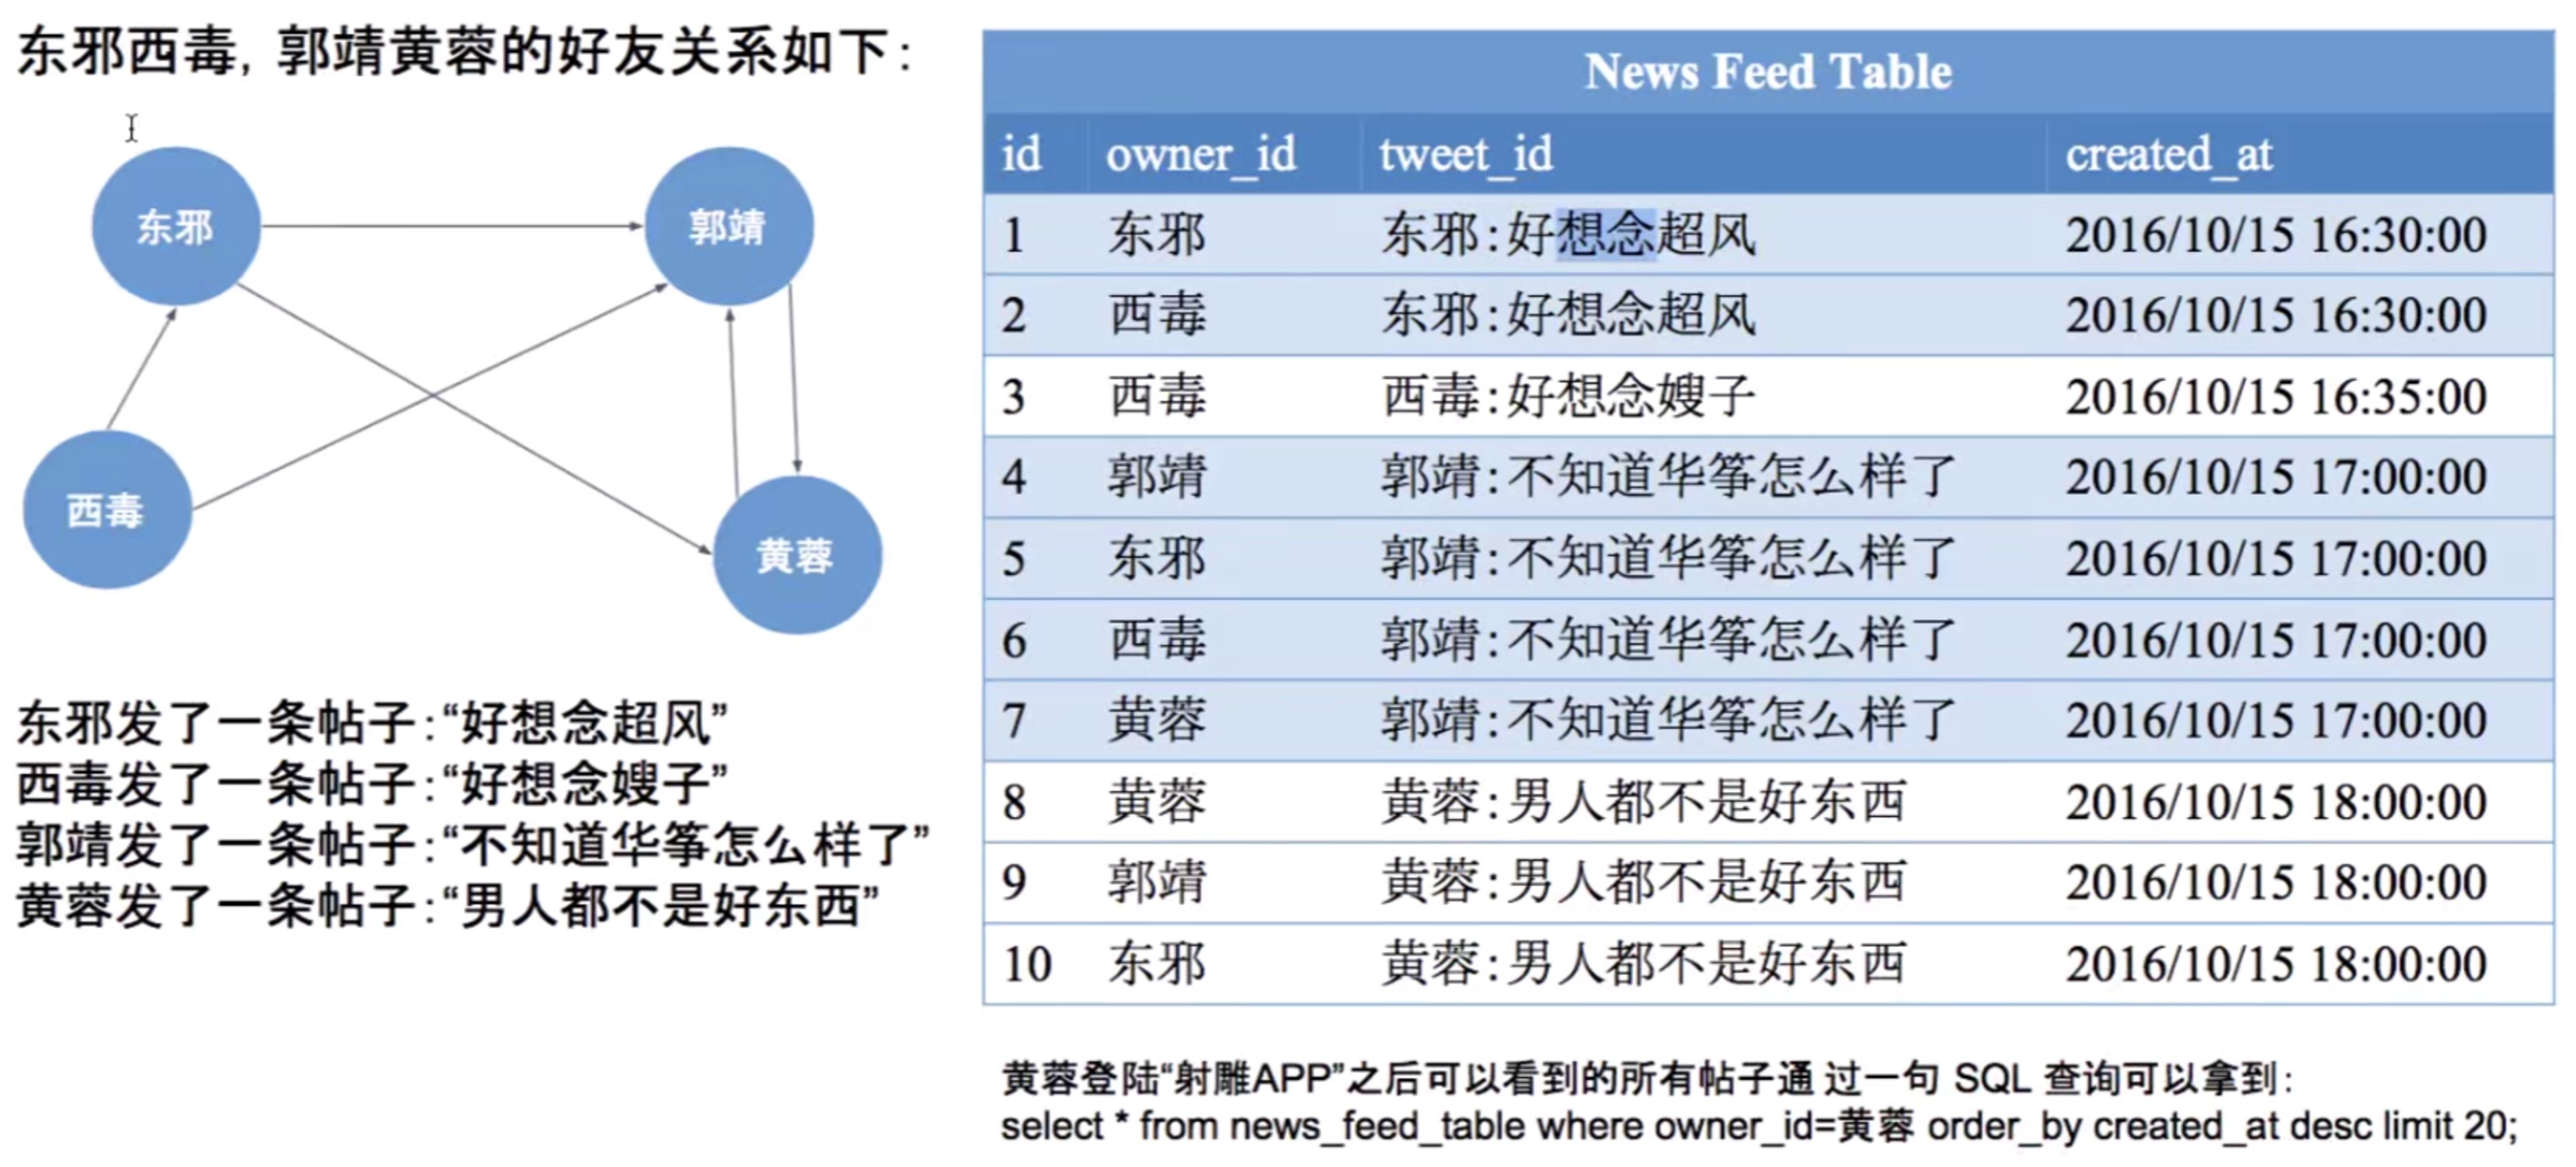 东邪西毒, 郭靖黄蓉的好友关系如下:
东邪
郭靖
西毒
黄蓉
东邪发了一条帖子:“好想念超风”
西毒发了一条帖子:“好想念嫂子”
郭靖发了一条帖子:“不知道华筝怎么样了”
黄蓉发了一条帖子:“男人都不是好东西”
News Feed Table
id owner_id tweet_id created_at
1 东邪 东邪:好想念超风 2016/10/15 16:30:00
2 西毒 东邪:好想念超风 2016/10/15 16:30:00
3 西毒 西毒:好想念嫂子 2016/10/15 16:35:00
4 郭靖 郭靖:不知道华筝怎么样了 2016/10/15 17:00:00
5 东邪 郭靖:不知道华筝怎么样了 2016/10/15 17:00:00
6 西毒 郭靖:不知道华筝怎么样了 2016/10/15 17:00:00
7 黄蓉 郭靖:不知道华筝怎么样了 2016/10/15 17:00:00
8 黄蓉 黄蓉:男人都不是好东西 2016/10/15 18:00:00
9 郭靖 黄蓉:男人都不是好东西 2016/10/15 18:00:00
10 东邪 黄蓉:男人都不是好东西 2016/10/15 18:00:00
黄蓉登陆“射雕APP”之后可以看到的所有帖子通 过一句 SQL 查询可以拿到:
select * from news_feed_table where owner_id=黄蓉 order_by created_at desc limit 20;